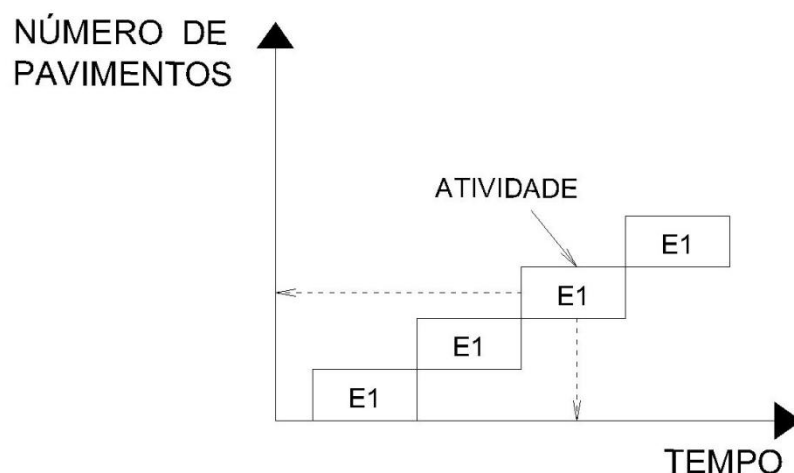 NÚMERO DE
PAVIMENTOS
ATIVIDADE
E1
E1
E1
E1
TEMPO